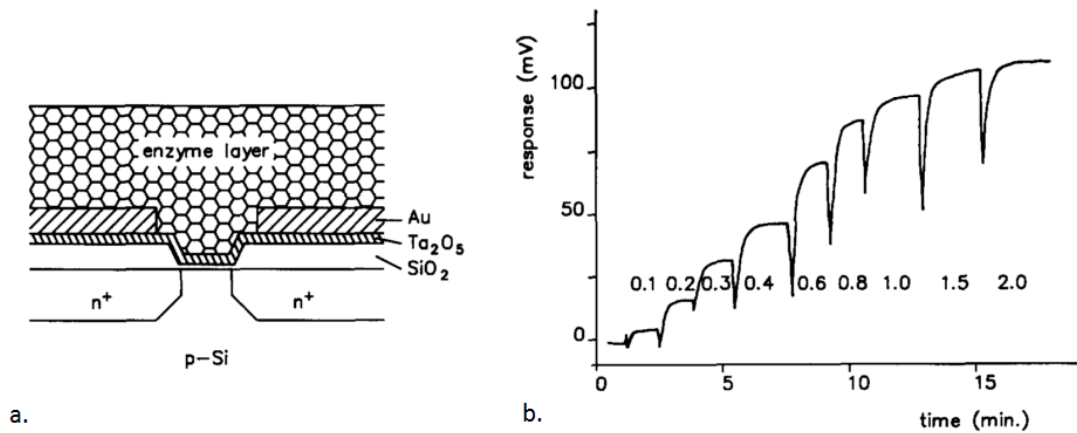 enzyme layer
Au
Ta₂O₅
SiO₂
n⁺
n⁺
p-Si
a.
response (mV)
100
50
0
0.1 0.2 0.3 0.4 0.6 0.8 1.0 1.5 2.0
0 5 10 15
time (min.)
b.